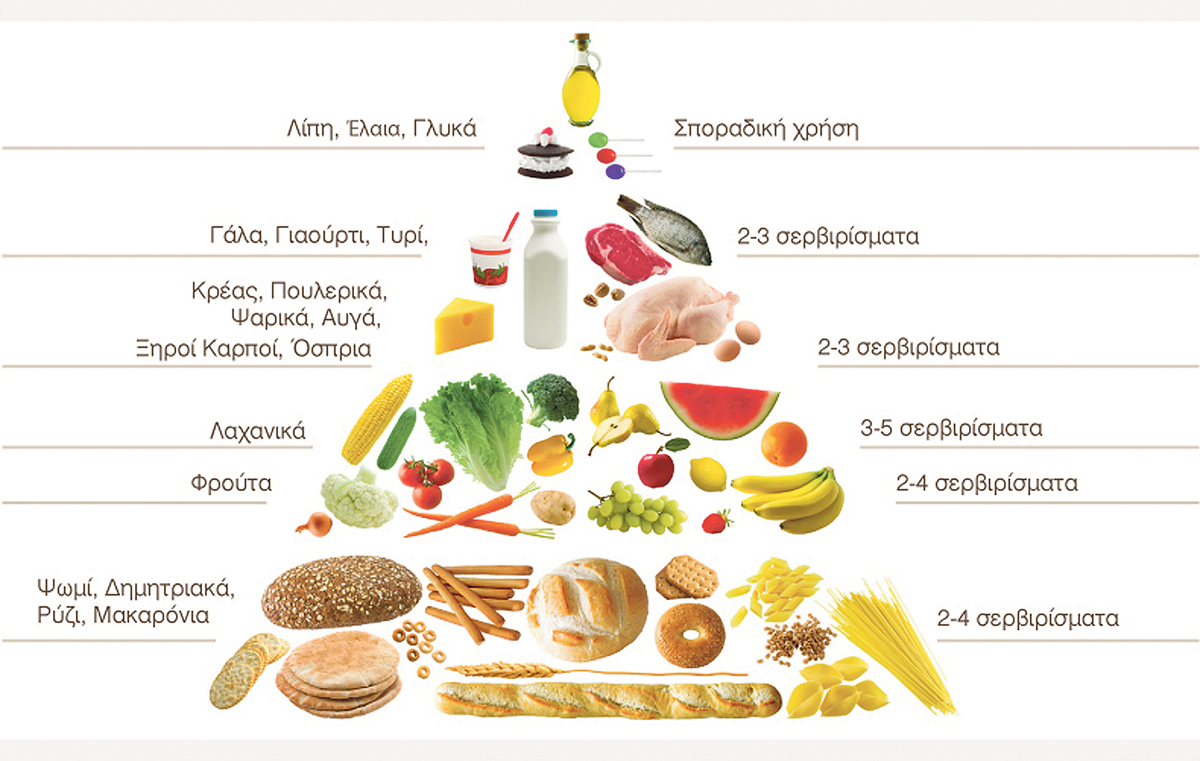 Λίπη, Έλαια, Γλυκά
Σποραδική χρήση
Γάλα, Γιαούρτι, Τυρί,
2-3 σερβιρίσματα
Κρέας, Πουλερικά,
Ψαρικά, Αυγά,
Ξηροί Καρποί, Όσπρια
2-3 σερβιρίσματα
Λαχανικά
3-5 σερβιρίσματα
Φρούτα
2-4 σερβιρίσματα
Ψωμί, Δημητριακά,
Ρύζι, Μακαρόνια
2-4 σερβιρίσματα